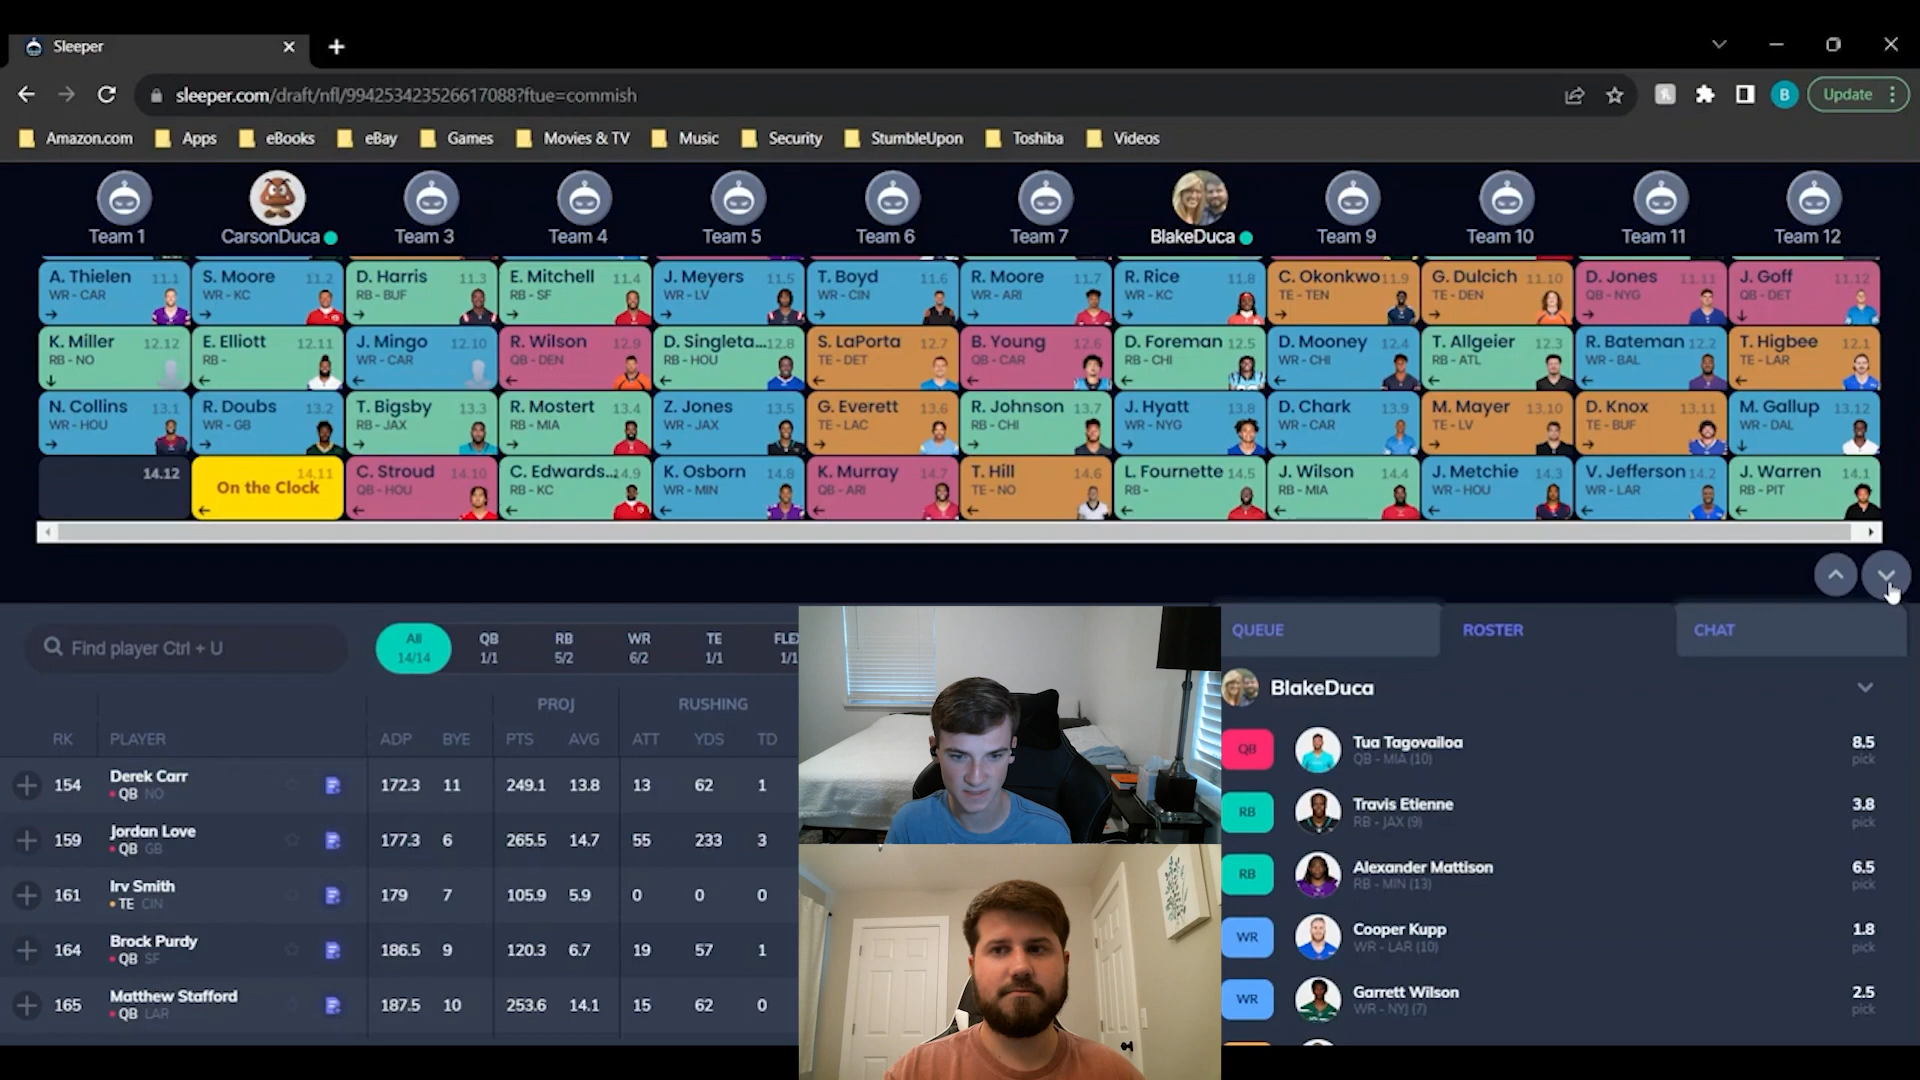 Sleeper
sleeper.com/draft/nfl/994253423526617088?ftue=commish
B
Update
Amazon.com Apps eBooks eBay Games Movies & TV Music Security StumbleUpon Toshiba Videos
Team 1 CarsonDuca Team 3 Team 4 Team 5 Team 6 Team 7 BlakeDuca Team 9 Team 10 Team 11 Team 12
A. Thielen 11.1 S. Moore 11.2 D. Harris 11.3 E. Mitchell 11.4 J. Meyers 11.5 T. Boyd 11.6 R. Moore 11.7 R. Rice 11.8 C. Okonkwo 11.9 G. Dulcich 11.10 D. Jones 11.11 J. Goff 11.12
WR - CAR WR - KC RB - BUF RB - SF WR - LV WR - CIN WR - ARI WR - KC TE - TEN TE - DEN QB - NYG QB - DET
K. Miller 12.12 E. Elliott 12.11 J. Mingo 12.10 R. Wilson 12.9 D. Singleta... 12.8 S. LaPorta 12.7 B. Young 12.6 D. Foreman 12.5 D. Mooney 12.4 T. Allgeier 12.3 R. Bateman 12.2 T. Higbee 12.1
RB - NO RB - WR - CAR QB - DEN RB - HOU TE - DET QB - CAR RB - CHI WR - CHI RB - ATL WR - BAL TE - LAR
N. Collins 13.1 R. Doubs 13.2 T. Bigsby 13.3 R. Mostert 13.4 Z. Jones 13.5 G. Everett 13.6 R. Johnson 13.7 J. Hyatt 13.8 D. Chark 13.9 M. Mayer 13.10 D. Knox 13.11 M. Gallup 13.12
WR - HOU WR - GB RB - JAX RB - MIA WR - JAX TE - LAC RB - CHI WR - NYG WR - CAR TE - LV TE - BUF WR - DAL
14.12 14.11 C. Stroud 14.10 C. Edwards... 14.9 K. Osborn 14.8 K. Murray 14.7 T. Hill 14.6 L. Fournette 14.5 J. Wilson 14.4 J. Metchie 14.3 V. Jefferson 14.2 J. Warren 14.1
On the Clock QB - HOU RB - KC WR - MIN QB - ARI TE - NO RB - RB - MIA WR - HOU WR - LAR RB - PIT
Find player Ctrl + U
All QB RB WR TE FLEX
14/14 1/1 5/2 6/2 1/1 1/1
PROJ RUSHING
RK PLAYER ADP BYE PTS AVG ATT YDS TD
154 Derek Carr 172.3 11 249.1 13.8 13 62 1
QB NO
159 Jordan Love 177.3 6 265.5 14.7 55 233 3
QB GB
161 Irv Smith 179 7 105.9 5.9 0 0 0
TE CIN
164 Brock Purdy 186.5 9 120.3 6.7 19 57 1
QB SF
165 Matthew Stafford 187.5 10 253.6 14.1 15 62 0
QB LAR
QUEUE ROSTER CHAT
BlakeDuca
QB Tua Tagovailoa 8.5
QB - MIA (10) pick
RB Travis Etienne 3.8
RB - JAX (9) pick
RB Alexander Mattison 6.5
RB - MIN (13) pick
WR Cooper Kupp 1.8
WR - LAR (10) pick
WR Garrett Wilson 2.5
WR - NYJ (7) pick